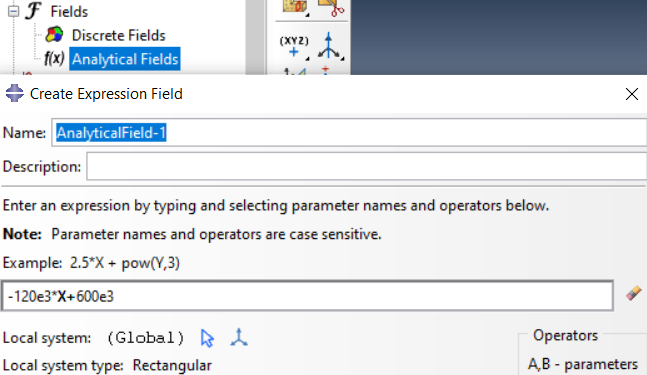 Fields
Discrete Fields
f(x) Analytical Fields
(XYZ)
Create Expression Field
Name: AnalyticalField-1
Description:
Enter an expression by typing and selecting parameter names and operators below.
Note: Parameter names and operators are case sensitive.
Example: 2.5*X + pow(Y,3)
-120e3*X+600e3
Local system: (Global)
Operators
Local system type: Rectangular
A,B - parameters